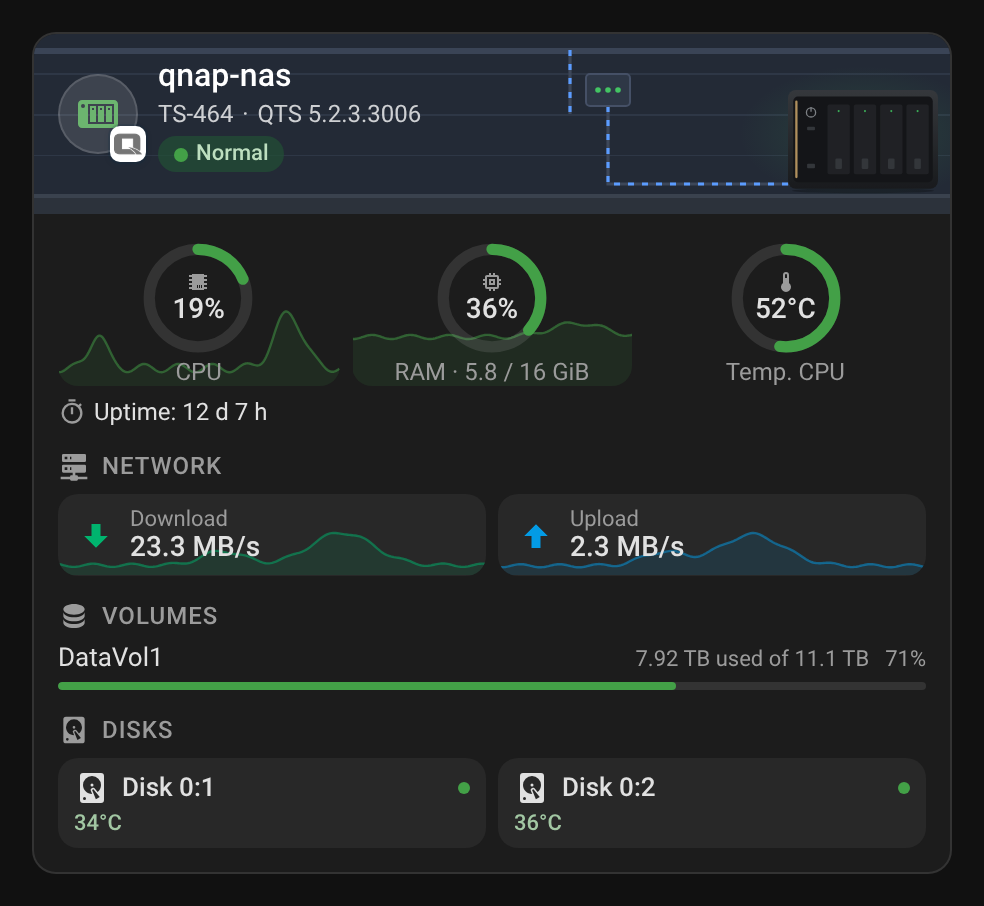 qnap-nas
TS-464 · QTS 5.2.3.3006
Normal
19%
CPU
36%
RAM · 5.8 / 16 GiB
52°C
Temp. CPU
Uptime: 12 d 7 h
NETWORK
Download
23.3 MB/s
Upload
2.3 MB/s
VOLUMES
DataVol1
7.92 TB used of 11.1 TB 71%
DISKS
Disk 0:1
34°C
Disk 0:2
36°C